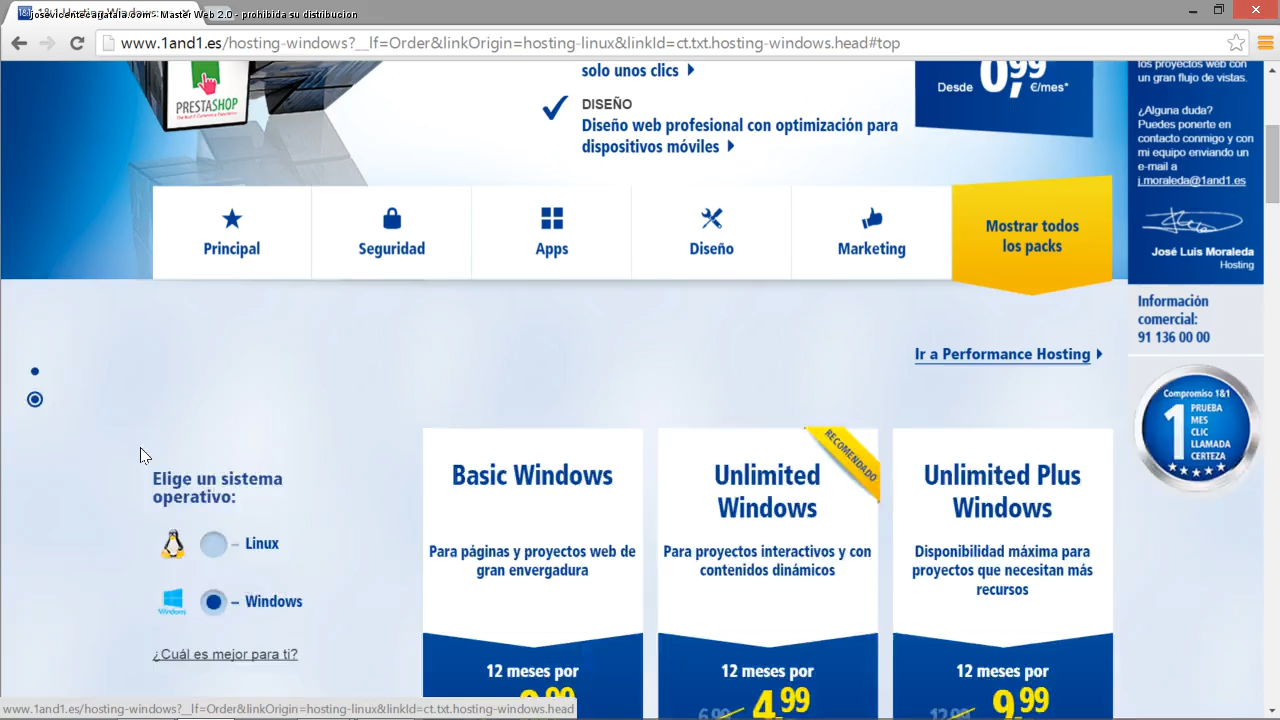 josevicentecarratala.com - Master Web 2.0 - prohibida su distribucion
www.1and1.es/hosting-windows?__lf=Order&linkOrigin=hosting-linux&linkId=ct.txt.hosting-windows.head#top
PRESTASHOP
solo unos clics
DISEÑO
Diseño web profesional con optimización para
dispositivos móviles
Desde 0,99 €/mes*
los proyectos web con
un gran flujo de vistas.
¿Alguna duda?
Puedes ponerte en
contacto conmigo y con
mi equipo enviando un
e-mail a
j.moraleda@1and1.es
José Luis Moraleda
Hosting
Principal
Seguridad
Apps
Diseño
Marketing
Mostrar todos
los packs
Información
comercial:
91 136 00 00
Ir a Performance Hosting
Compromiso 1&1
1 PRUEBA
MES
CLIC
LLAMADA
CERTEZA
Elige un sistema
operativo:
Linux
Windows
Windows
¿Cuál es mejor para ti?
Basic Windows
Para páginas y proyectos web de
gran envergadura
12 meses por
0,99
RECOMENDADO
Unlimited
Windows
Para proyectos interactivos y con
contenidos dinámicos
12 meses por
6,99 4,99
Unlimited Plus
Windows
Disponibilidad máxima para
proyectos que necesitan más
recursos
12 meses por
12,99 9,99
www.1and1.es/hosting-windows?__lf=Order&linkOrigin=hosting-linux&linkId=ct.txt.hosting-windows.head